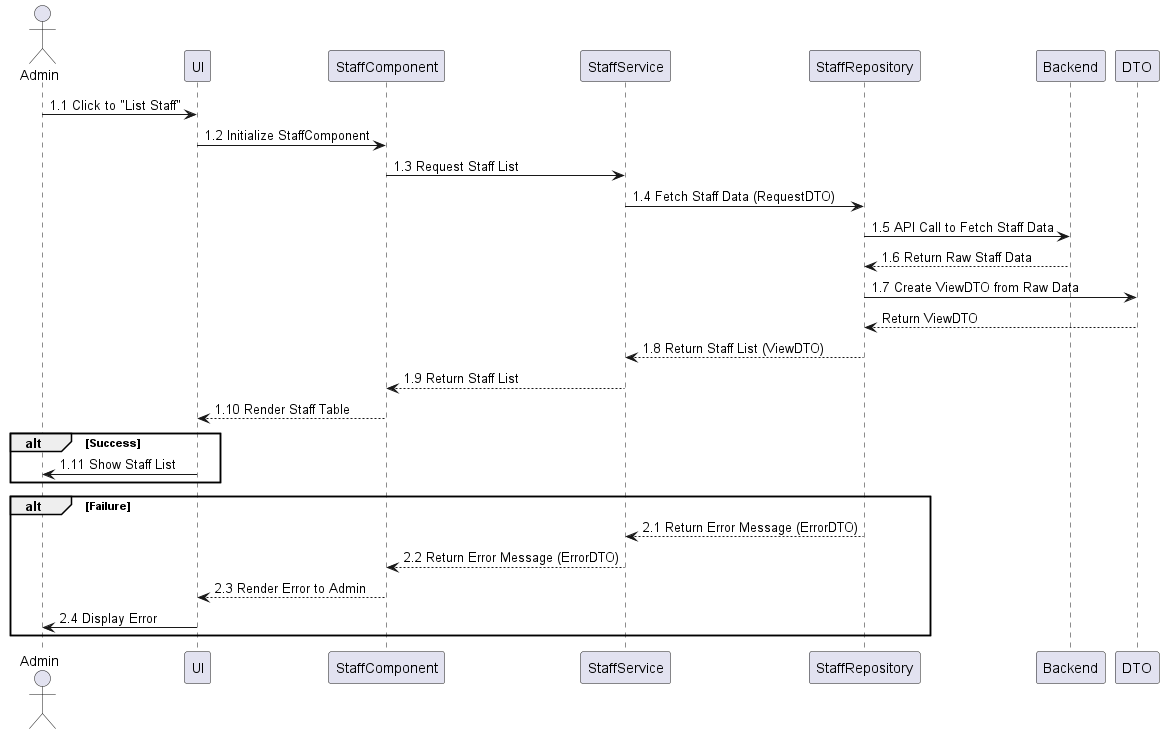 Admin
UI
StaffComponent
StaffService
StaffRepository
Backend
DTO
1.1 Click to "List Staff"
1.2 Initialize StaffComponent
1.3 Request Staff List
1.4 Fetch Staff Data (RequestDTO)
1.5 API Call to Fetch Staff Data
1.6 Return Raw Staff Data
1.7 Create ViewDTO from Raw Data
Return ViewDTO
1.8 Return Staff List (ViewDTO)
1.9 Return Staff List
1.10 Render Staff Table
alt [Success]
1.11 Show Staff List
alt [Failure]
2.1 Return Error Message (ErrorDTO)
2.2 Return Error Message (ErrorDTO)
2.3 Render Error to Admin
2.4 Display Error
Admin
UI
StaffComponent
StaffService
StaffRepository
Backend
DTO